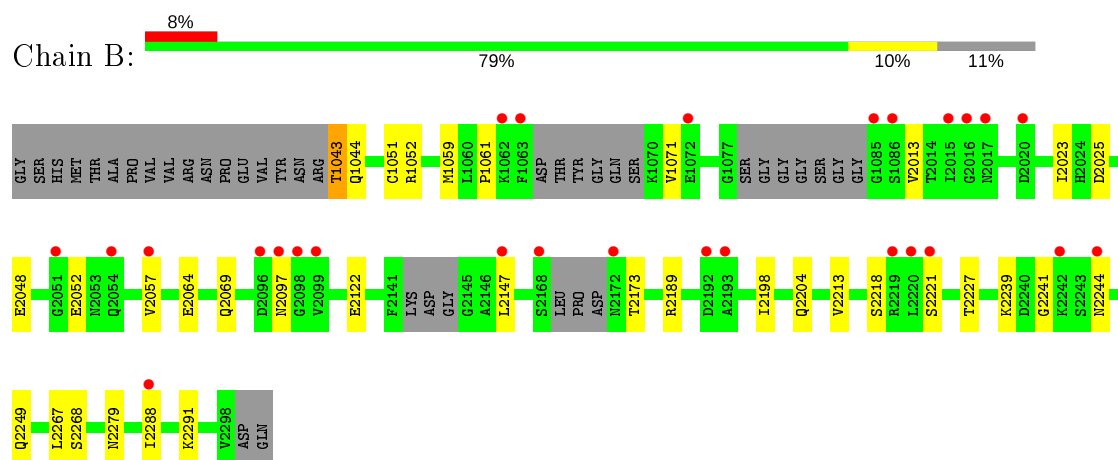 8%
Chain B:
79% 10% 11%
GLY SER HIS MET THR ALA PRO VAL VAL ARG ASN PRO GLU VAL TYR ASN ARG T1043 Q1044 C1051 R1052 M1059 L1060 P1061 K1062 F1063 ASP THR TYR GLY GLN SER K1070 V1071 E1072 G1077 SER GLY GLY GLY SER GLY GLY G1085 S1086 V2013 T2014 I2015 G2016 N2017 D2020 I2023 H2024 D2025
E2048 G2051 E2052 N2053 Q2054 V2057 E2064 Q2069 D2096 N2097 G2098 V2099 E2122 F2141 LYS ASP GLY G2145 A2146 L2147 S2168 LEU PRO ASP N2172 T2173 R2189 D2192 A2193 I2198 Q2204 V2213 S2218 R2219 L2220 S2221 T2227 K2239 D2240 G2241 K2242 S2243 N2244
Q2249 L2267 S2268 N2279 I2288 K2291 V2298 ASP GLN